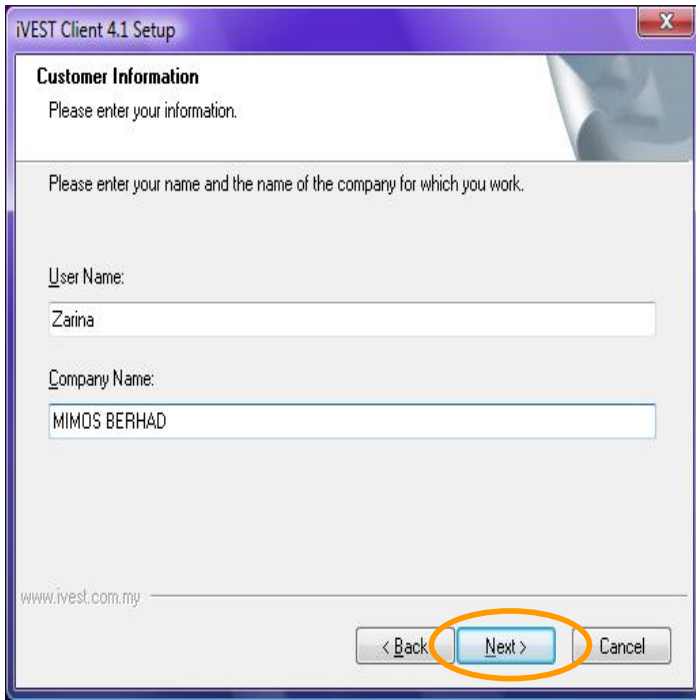 iVEST Client 4.1 Setup
Customer Information
Please enter your information.
Please enter your name and the name of the company for which you work.
User Name:
Zarina
Company Name:
MIMOS BERHAD
www.ivest.com.my
< Back
Next >
Cancel